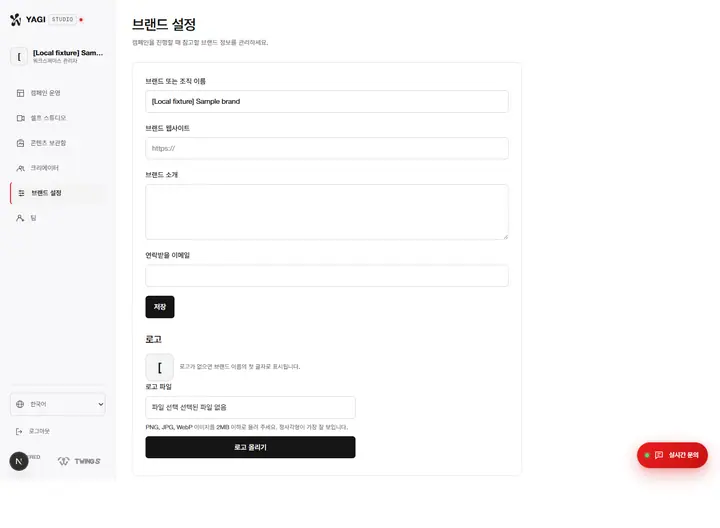 YAGI STUDIO
[
[Local fixture] Sam...
워크스페이스 관리자
캠페인 운영
셀프 스튜디오
콘텐츠 보관함
크리에이터
브랜드 설정
팀
한국어
로그아웃
N
RED
TWINGS
브랜드 설정
캠페인을 진행할 때 참고할 브랜드 정보를 관리하세요.
브랜드 또는 조직 이름
[Local fixture] Sample brand
브랜드 웹사이트
https://
브랜드 소개
연락받을 이메일
저장
로고
[
로고가 없으면 브랜드 이름의 첫 글자로 표시됩니다.
로고 파일
파일 선택 선택된 파일 없음
PNG, JPG, WebP 이미지를 2MB 이하로 올려 주세요. 정사각형이 가장 잘 보입니다.
로고 올리기
실시간 문의